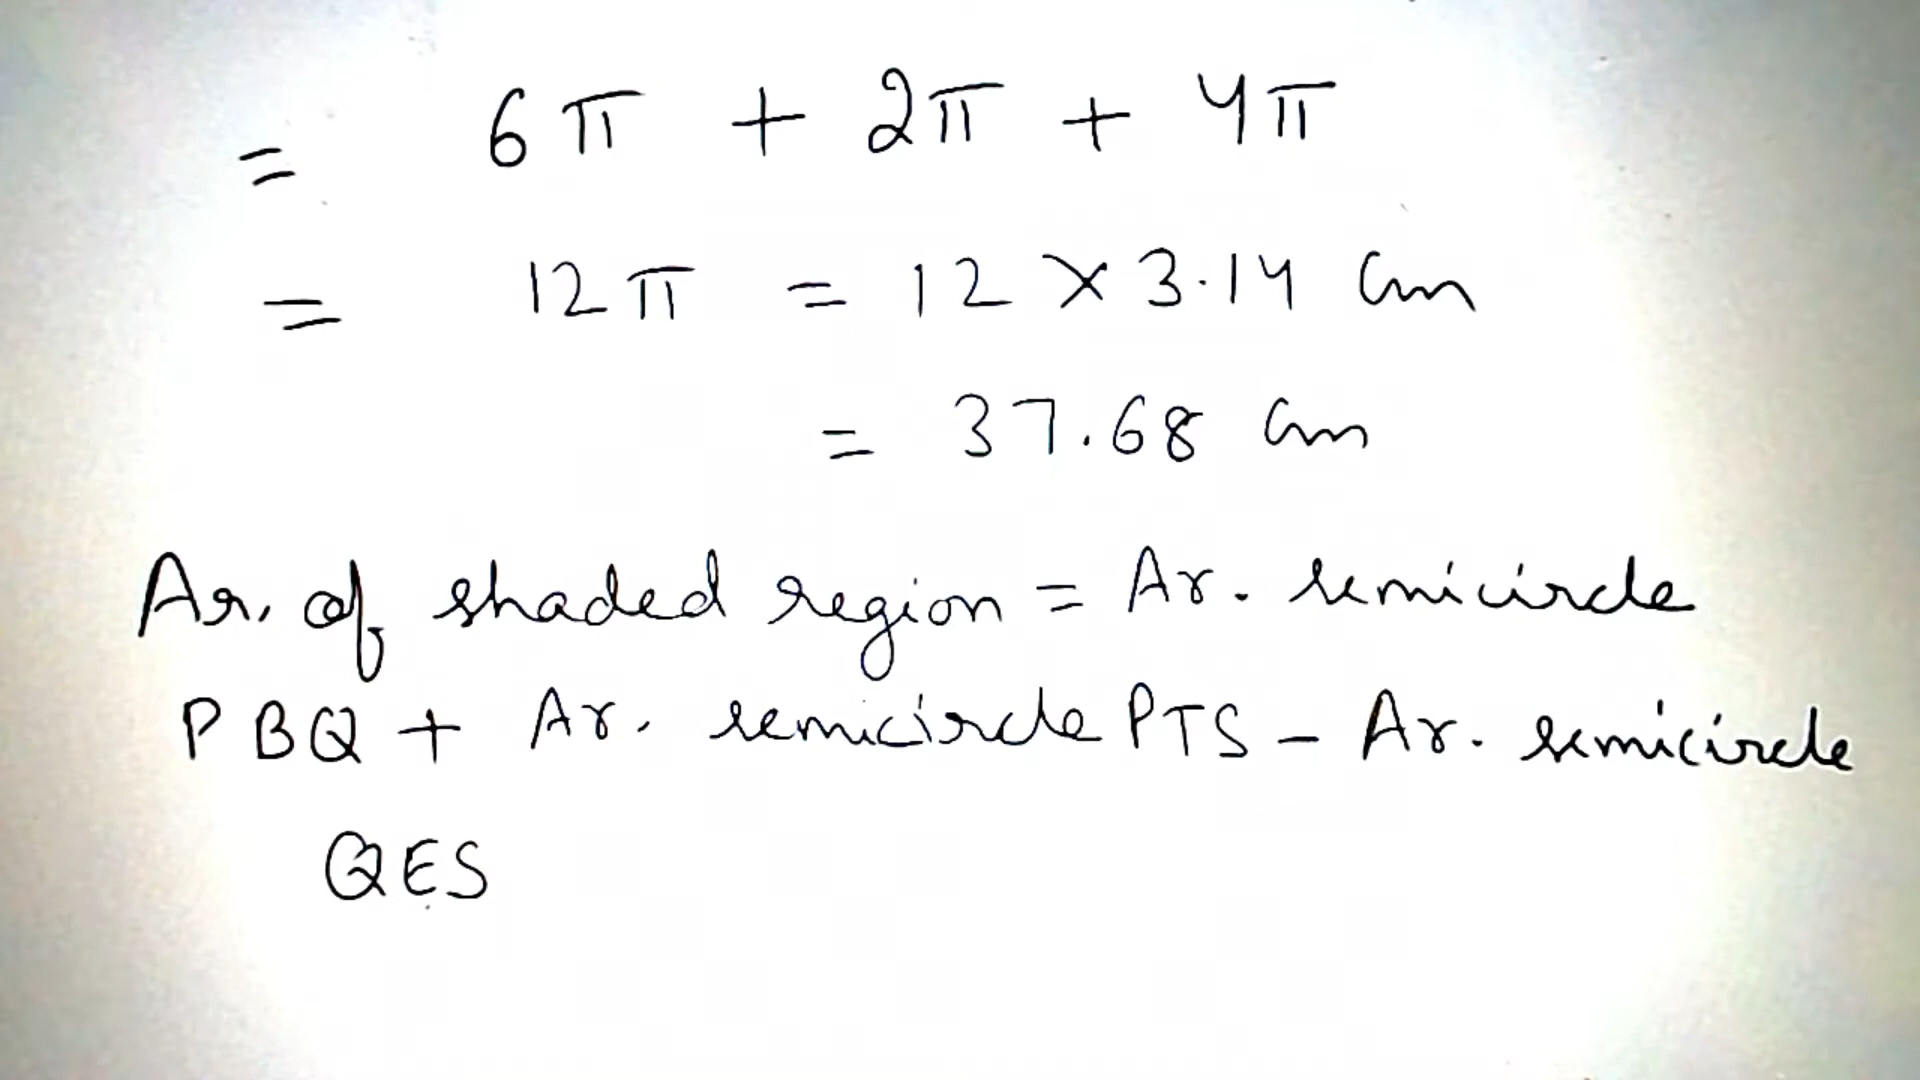 = 6π + 2π + 4π
= 12π = 12 × 3.14 cm
= 37.68 cm
Ar. of shaded region = Ar. semicircle
PBQ + Ar. semicircle PTS - Ar. semicircle
QES